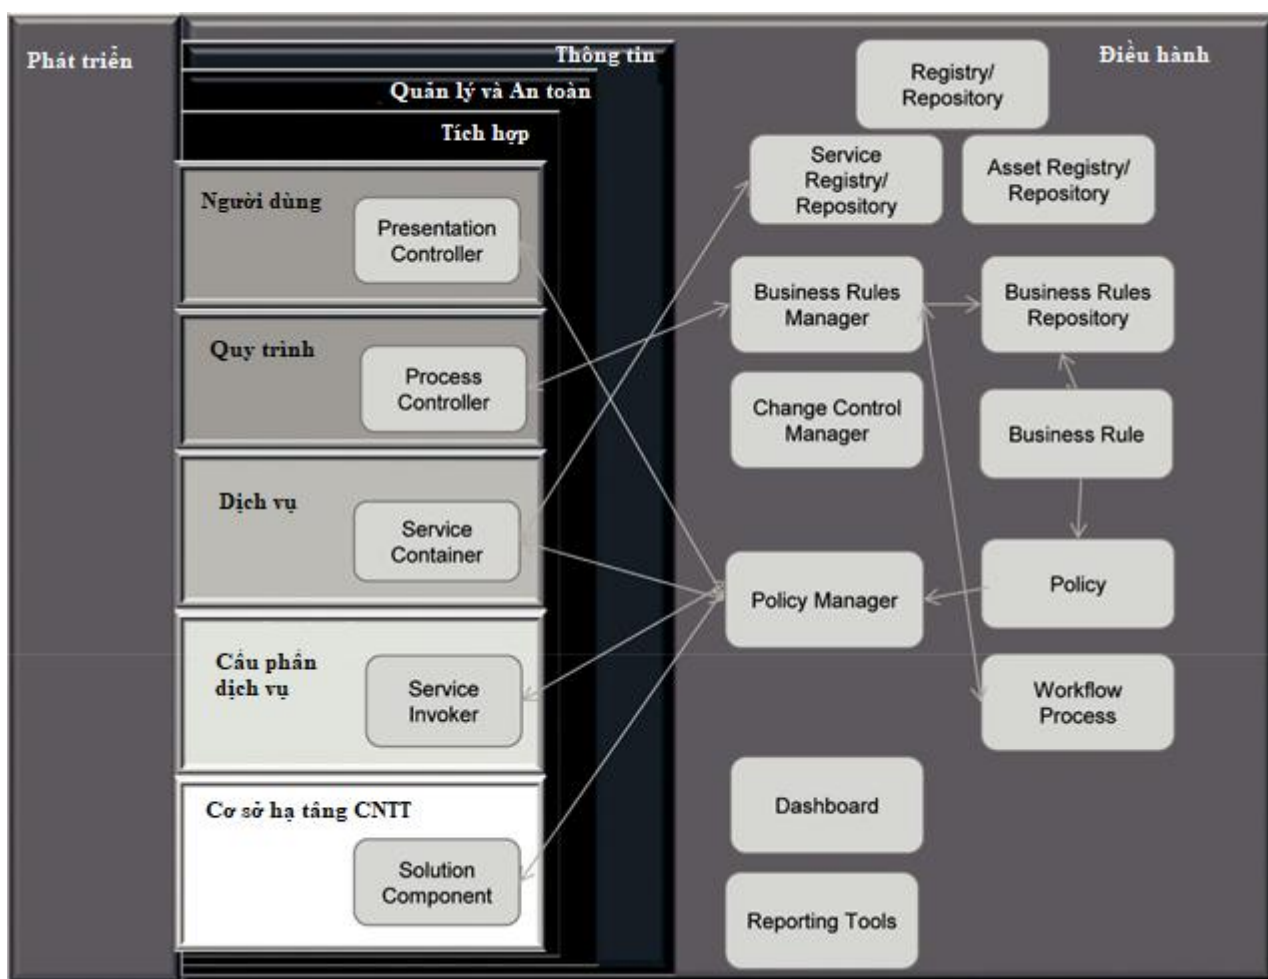 Phát triển
Thông tin
Quản lý và An toàn
Tích hợp
Người dùng
Presentation
Controller
Quy trình
Process
Controller
Dịch vụ
Service
Container
Cấu phần
dịch vụ
Service
Invoker
Cơ sở hạ tầng CNTT
Solution
Component
Điều hành
Registry/
Repository
Service
Registry/
Repository
Asset Registry/
Repository
Business Rules
Manager
Business Rules
Repository
Change Control
Manager
Business Rule
Policy Manager
Policy
Workflow
Process
Dashboard
Reporting Tools